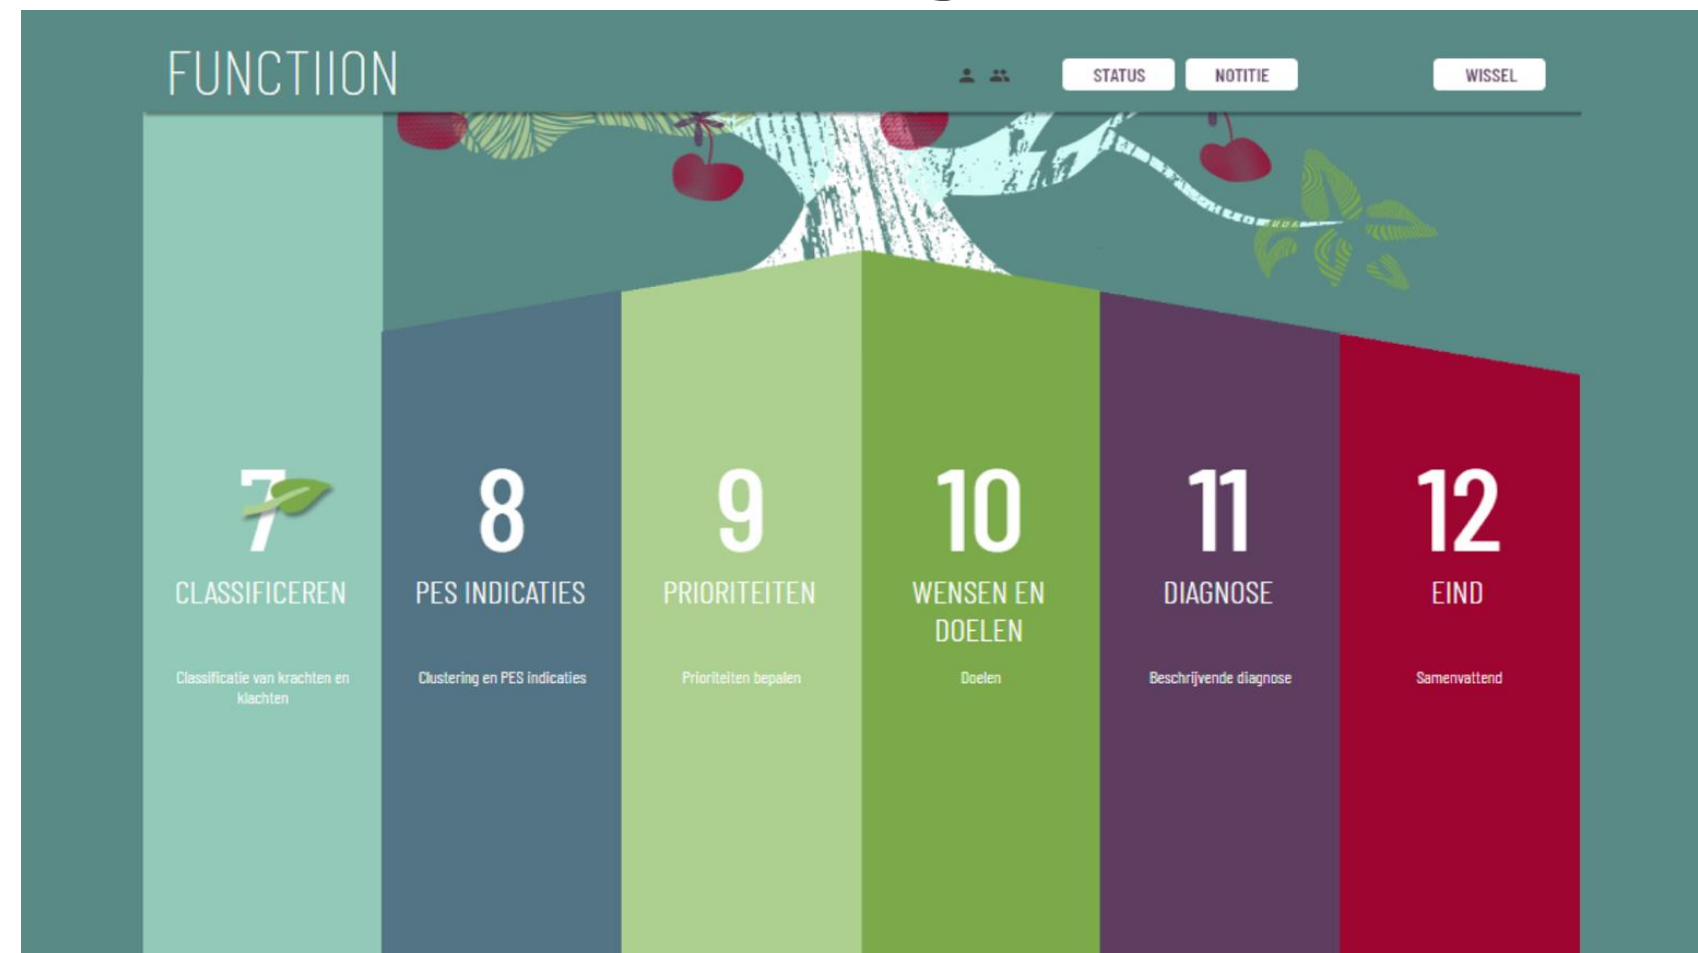 FUNCTIION
STATUS
NOTITIE
WISSEL
7
CLASSIFICEREN
Classificatie van krachten en
klachten
8
PES INDICATIES
Clustering en PES indicaties
9
PRIORITEITEN
Prioriteiten bepalen
10
WENSEN EN
DOELEN
Doelen
11
DIAGNOSE
Beschrijvende diagnose
12
EIND
Samenvattend